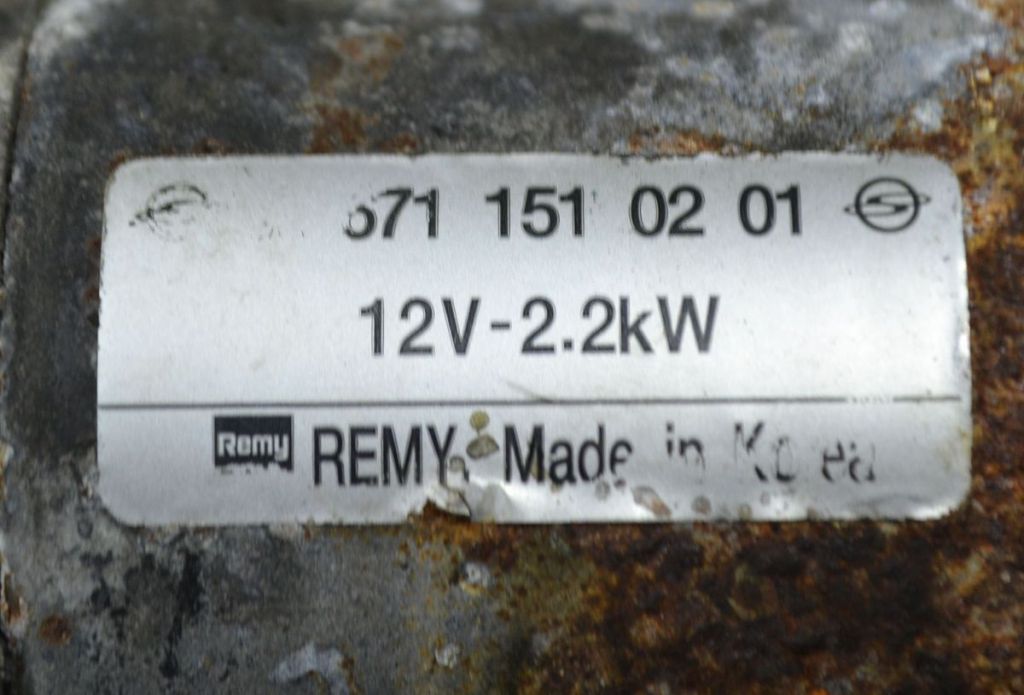 671 151 02 01
12V-2.2kW
Remy REMY, Made in Korea